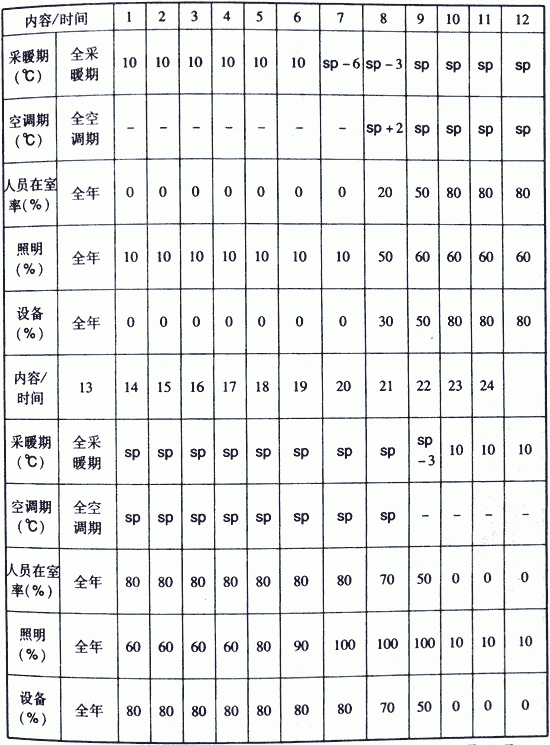 内容/时间 1 2 3 4 5 6 7 8 9 10 11 12
采暖期 全采
(℃) 暖期 10 10 10 10 10 10 sp-6 sp-3 sp sp sp sp
空调期 全空
(℃) 调期 - - - - - - - sp+2 sp sp sp sp
人员在室
率(%) 全年 0 0 0 0 0 0 0 20 50 80 80 80
照明
(%) 全年 10 10 10 10 10 10 10 50 60 60 60 60
设备
(%) 全年 0 0 0 0 0 0 0 30 50 80 80 80
内容/
时间 13 14 15 16 17 18 19 20 21 22 23 24
采暖期 全采 sp
(℃) 暖期 sp sp sp sp sp sp sp sp -3 10 10 10
空调期 全空
(℃) 调期 sp sp sp sp sp sp sp sp - - - -
人员在室
率(%) 全年 80 80 80 80 80 80 80 70 50 0 0 0
照明
(%) 全年 60 60 60 60 80 90 100 100 100 10 10 10
设备
(%) 全年 80 80 80 80 80 80 80 70 50 0 0 0